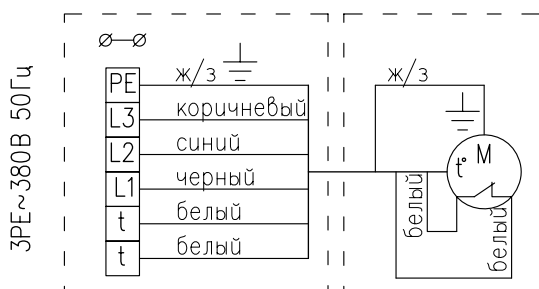 3PE~380В 50Гц
PE ж/з
L3 коричневый
L2 синий
L1 черный
t белый
t белый
ж/з
t° M
белый
белый